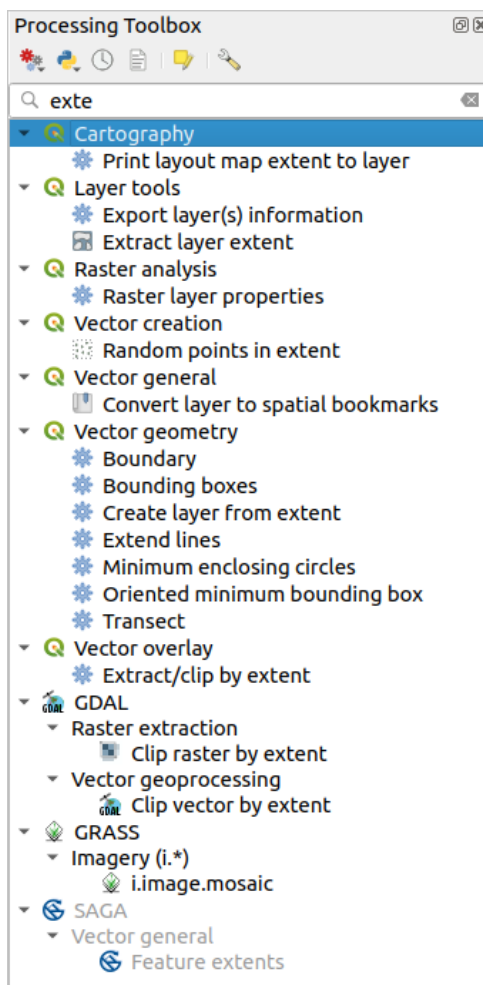 Processing Toolbox
exte
Cartography
Print layout map extent to layer
Layer tools
Export layer(s) information
Extract layer extent
Raster analysis
Raster layer properties
Vector creation
Random points in extent
Vector general
Convert layer to spatial bookmarks
Vector geometry
Boundary
Bounding boxes
Create layer from extent
Extend lines
Minimum enclosing circles
Oriented minimum bounding box
Transect
Vector overlay
Extract/clip by extent
GDAL GDAL
Raster extraction
Clip raster by extent
Vector geoprocessing
GDAL Clip vector by extent
GRASS
Imagery (i.*)
i.image.mosaic
SAGA
Vector general
Feature extents